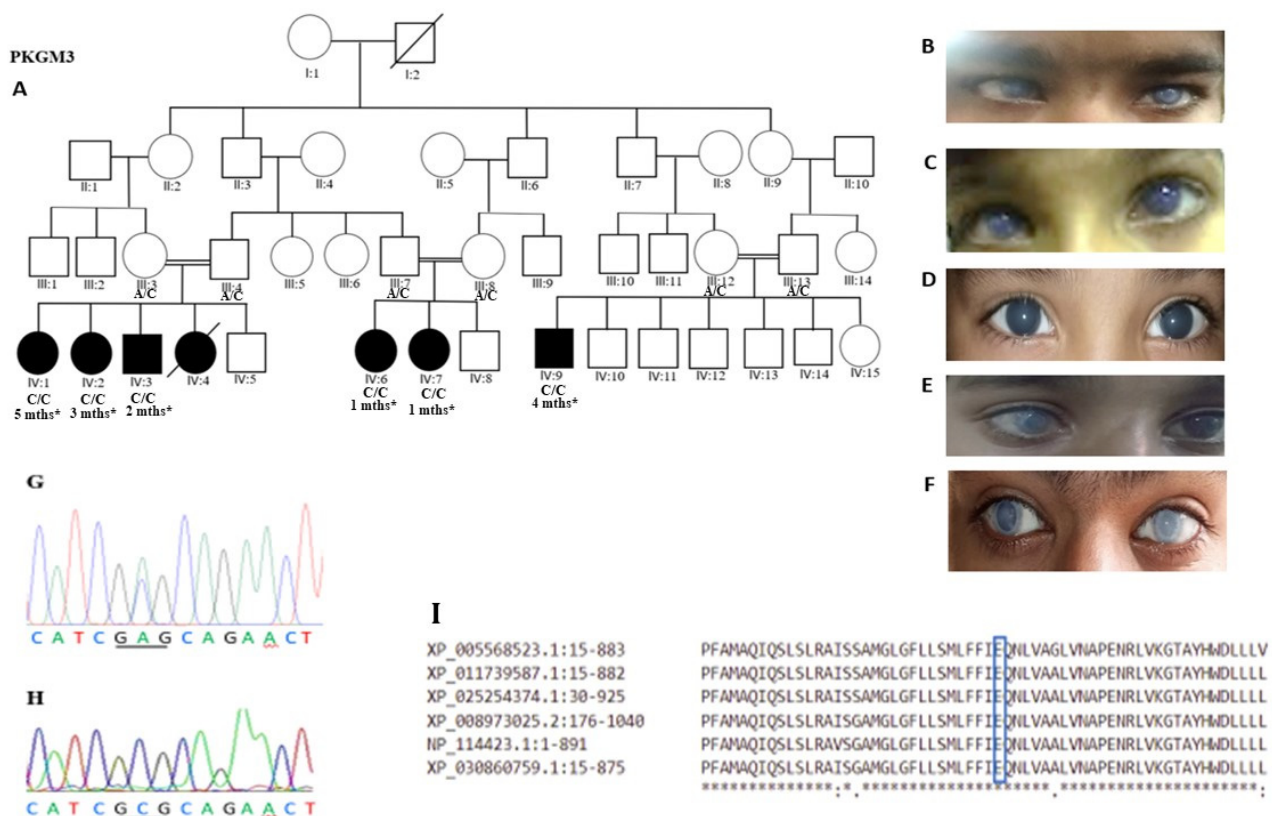 PKGM3
A
I:1 I:2
II:1 II:2 II:3 II:4 II:5 II:6 II:7 II:8 II:9 II:10
III:1 III:2 III:3 III:4 III:5 III:6 III:7 III:8 III:9 III:10 III:11 III:12 III:13 III:14
A/C A/C A/C A/C A/C A/C
IV:1 IV:2 IV:3 IV:4 IV:5 IV:6 IV:7 IV:8 IV:9 IV:10 IV:11 IV:12 IV:13 IV:14 IV:15
C/C C/C C/C C/C C/C C/C
5 mths* 3 mths* 2 mths* 1 mths* 1 mths* 4 mths*
B
C
D
E
F
G
C A T C G A G C A G A A C T
H
C A T C G C G C A G A A C T
I
XP_005568523.1:15-883 PFAMAQIQSLSLRAISSAMGLGFLLSMLFFIEQNLVAGLVNAPENRLVKGTAYHWDLLLV
XP_011739587.1:15-882 PFAMAQIQSLSLRAISSAMGLGFLLSMLFFIEQNLVAALVNAPENRLVKGTAYHWDLLLL
XP_025254374.1:30-925 PFAMAQIQSLSLRAISSAMGLGFLLSMLFFIEQNLVAALVNAPENRLVKGTAYHWDLLLL
XP_008973025.2:176-1040 PFAMAQIQSLSLRAISGAMGLGFLLSMLFFIEQNLVAALVNAPENRLVKGTAYHWDLLLL
NP_114423.1:1-891 PFAMAQIQSLSLRAVSGAMGLGFLLSMLFFIEQNLVAALVNAPENRLVKGTAYHWDLLLL
XP_030860759.1:15-875 PFAMAQIQSLSLRAISGAMGLGFLLSMLFFIEQNLVAALVNAPENRLVKGTAYHWDLLLL
**************:*.********************.*********************: